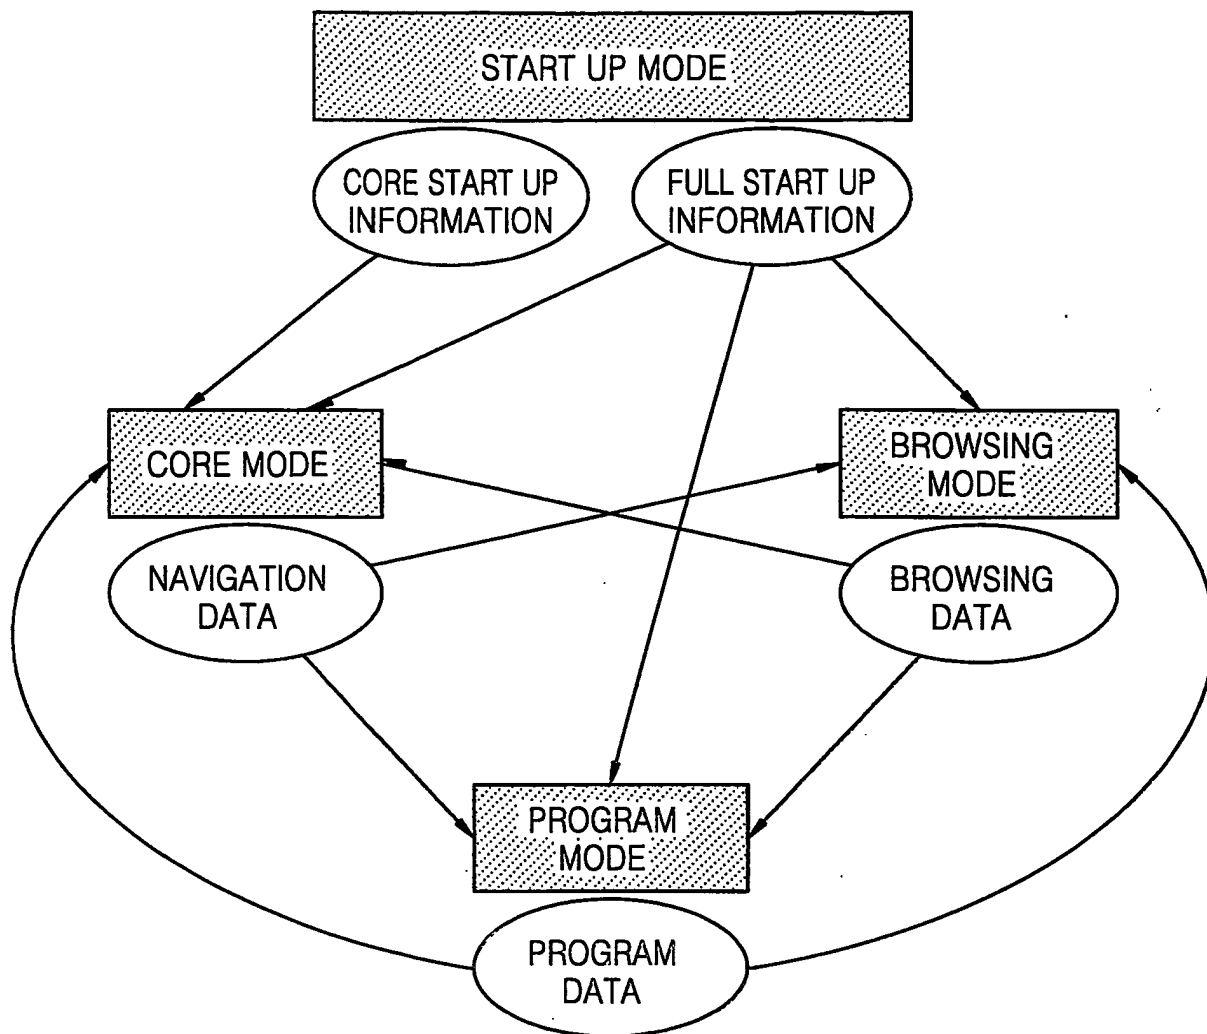 START UP MODE
CORE START UP
INFORMATION
FULL START UP
INFORMATION
CORE MODE
BROWSING
MODE
NAVIGATION
DATA
BROWSING
DATA
PROGRAM
MODE
PROGRAM
DATA